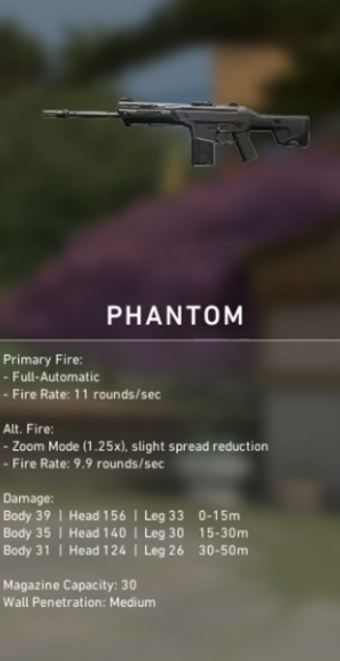 PHANTOM
Primary Fire:
- Full-Automatic
- Fire Rate: 11 rounds/sec
Alt. Fire:
- Zoom Mode (1.25x), slight spread reduction
- Fire Rate: 9.9 rounds/sec
Damage:
Body 39 | Head 156 | Leg 33 0-15m
Body 35 | Head 140 | Leg 30 15-30m
Body 31 | Head 124 | Leg 26 30-50m
Magazine Capacity: 30
Wall Penetration: Medium